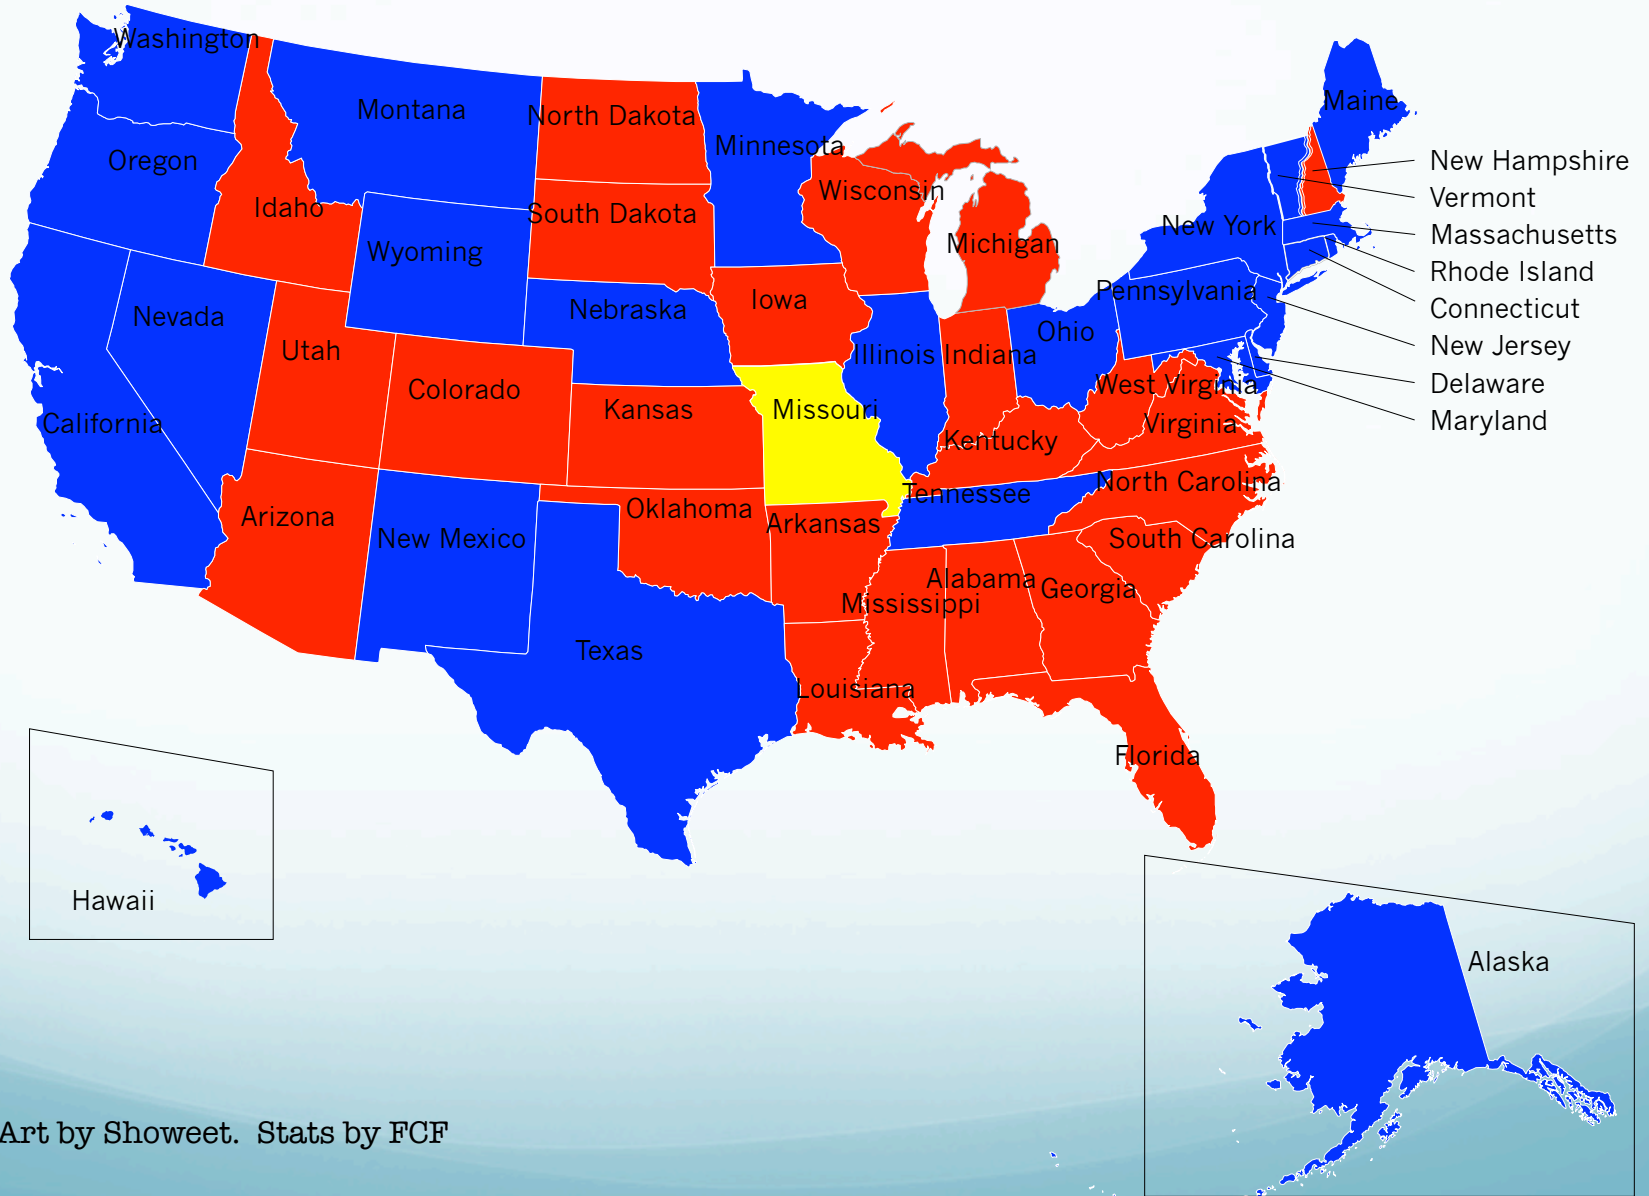 Washington
Montana
North Dakota
Minnesota
Maine
Oregon
Idaho
Wisconsin
South Dakota
Wyoming
Michigan
New York
New Hampshire
Vermont
Massachusetts
Rhode Island
Connecticut
New Jersey
Delaware
Maryland
Pennsylvania
Iowa
Nebraska
Nevada
Ohio
Utah
Illinois
Indiana
Colorado
West Virginia
Kansas
Missouri
California
Virginia
Kentucky
North Carolina
Tennessee
Oklahoma
Arizona
Arkansas
New Mexico
South Carolina
Alabama
Georgia
Mississippi
Texas
Louisiana
Florida
Hawaii
Alaska
Art by Showeet. Stats by FCF